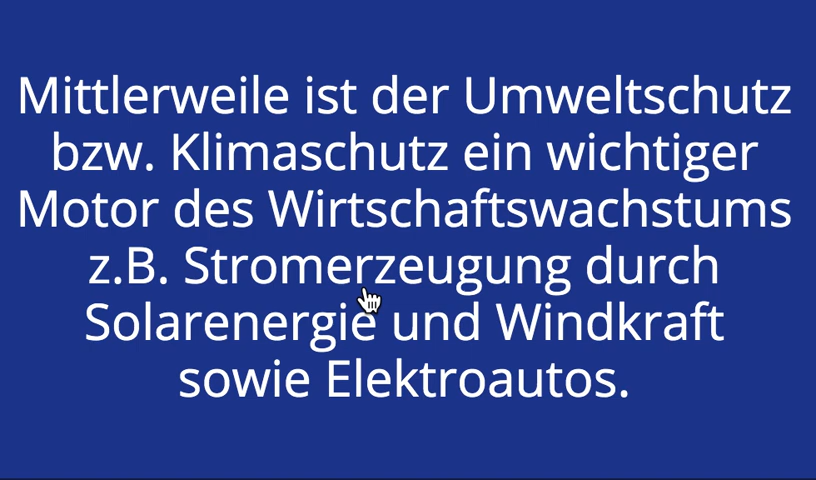 Mittlerweile ist der Umweltschutz
bzw. Klimaschutz ein wichtiger
Motor des Wirtschaftswachstums
z.B. Stromerzeugung durch
Solarenergie und Windkraft
sowie Elektroautos.